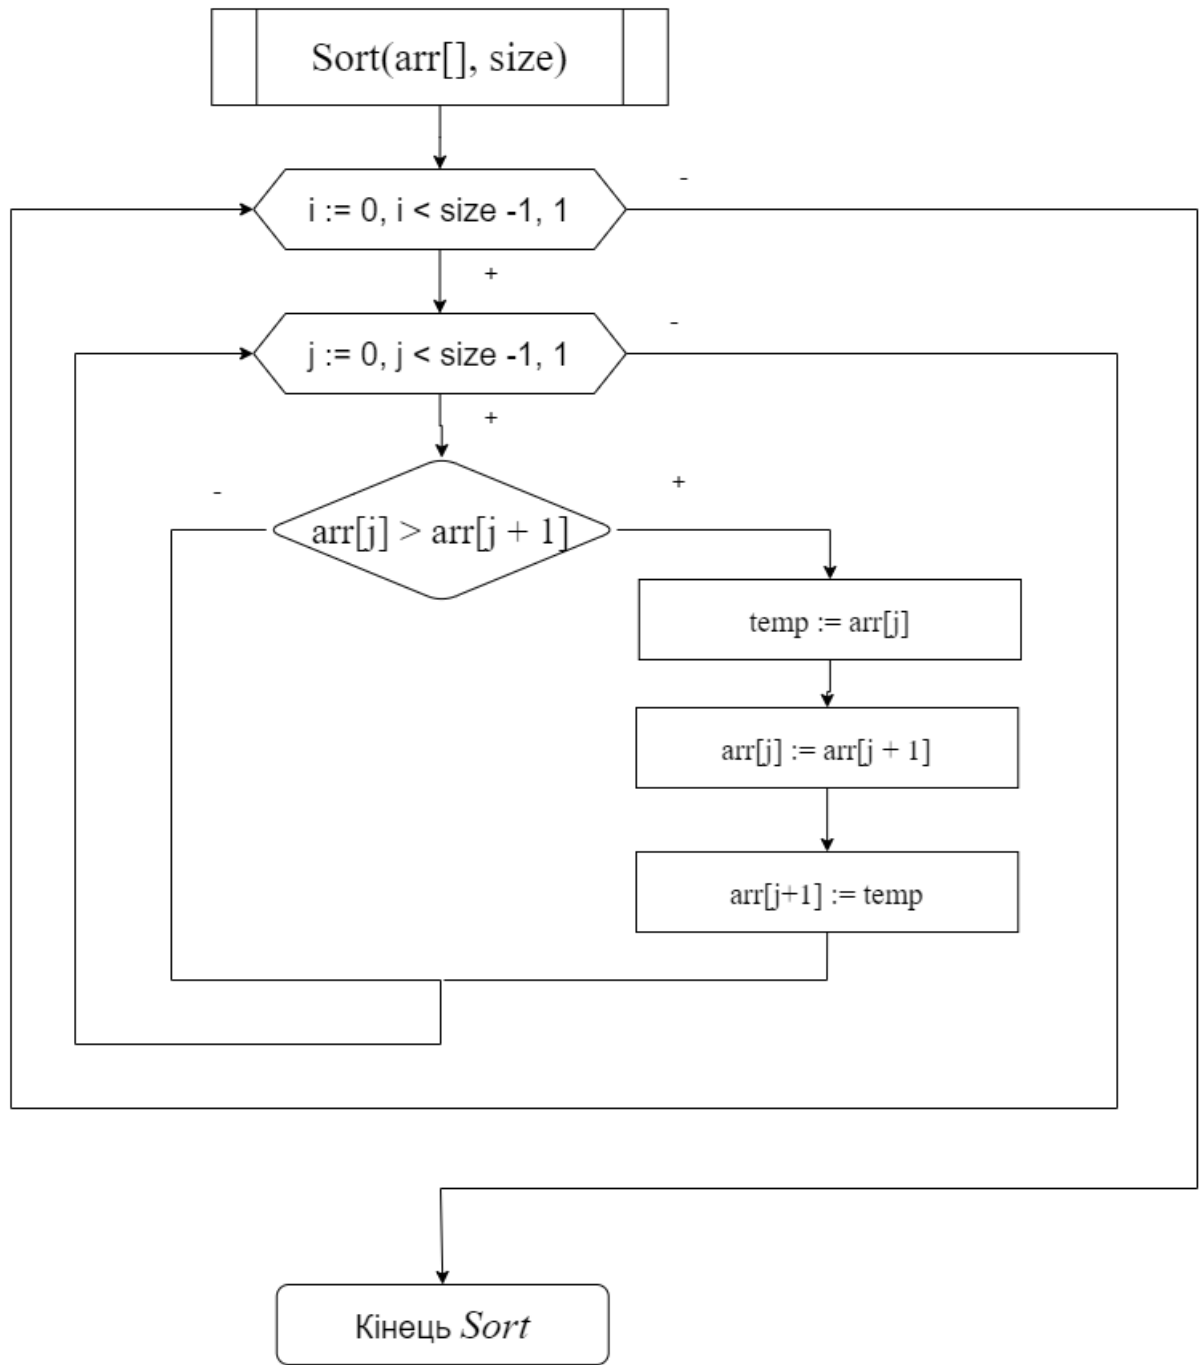 Sort(arr[], size)
-
i := 0, i < size -1, 1
+
-
j := 0, j < size -1, 1
+
-
+
arr[j] > arr[j + 1]
temp := arr[j]
arr[j] := arr[j + 1]
arr[j+1] := temp
Кінець Sort